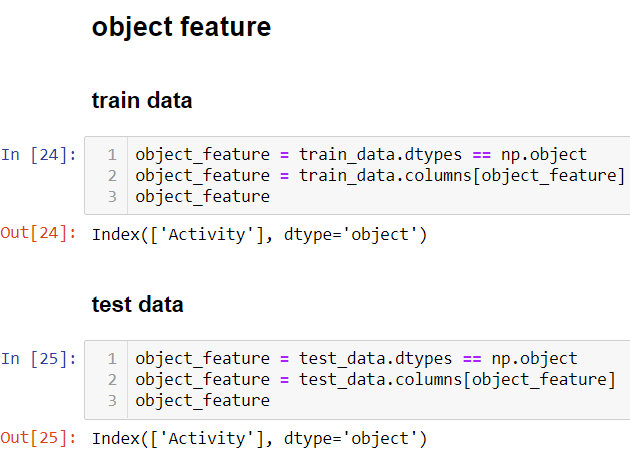 object feature
train data
In [24]: 1 object_feature = train_data.dtypes == np.object
2 object_feature = train_data.columns[object_feature]
3 object_feature
Out[24]: Index(['Activity'], dtype='object')
test data
In [25]: 1 object_feature = test_data.dtypes == np.object
2 object_feature = test_data.columns[object_feature]
3 object_feature
Out[25]: Index(['Activity'], dtype='object')